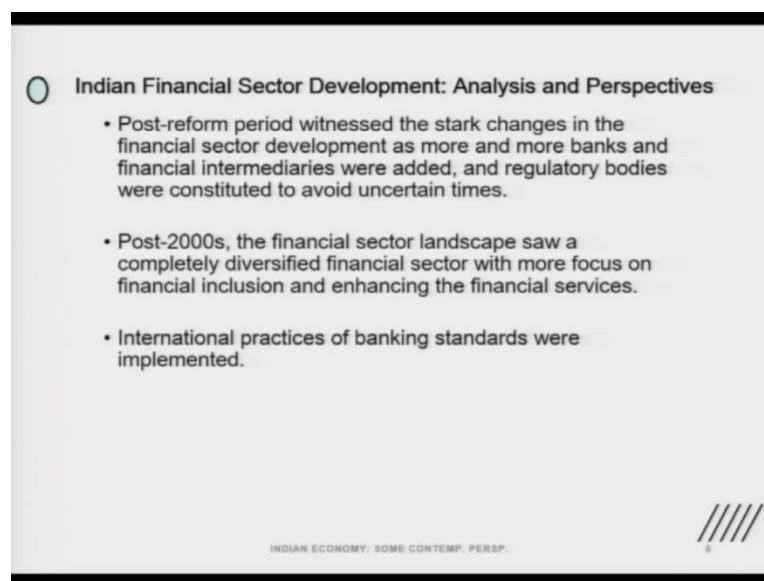 Indian Financial Sector Development: Analysis and Perspectives
• Post-reform period witnessed the stark changes in the
financial sector development as more and more banks and
financial intermediaries were added, and regulatory bodies
were constituted to avoid uncertain times.
• Post-2000s, the financial sector landscape saw a
completely diversified financial sector with more focus on
financial inclusion and enhancing the financial services.
• International practices of banking standards were
implemented.
INDIAN ECONOMY: SOME CONTEMP. PERSP.
5